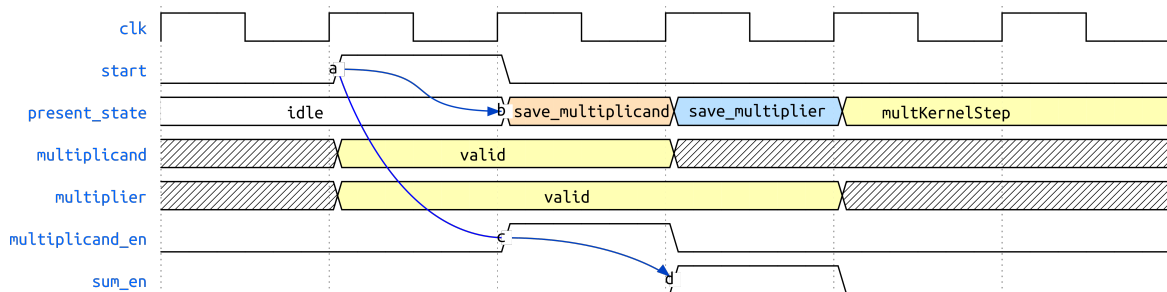 clk
start a
present_state idle b save_multiplicand save_multiplier multKernelStep
multiplicand valid
multiplier valid
multiplicand_en c
sum_en d